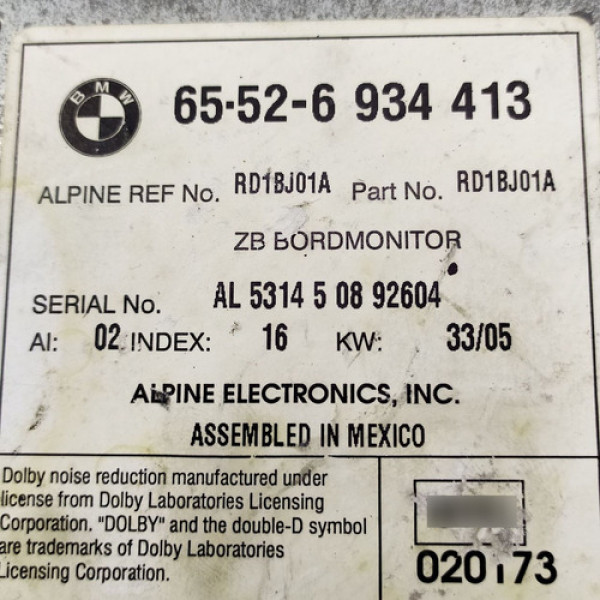 BMW
65·52-6 934 413
ALPINE REF No. RD1BJ01A Part No. RD1BJ01A
ZB BORDMONITOR
SERIAL No. AL 5314 5 08 92604
AI: 02 INDEX: 16 KW: 33/05
ALPINE ELECTRONICS, INC.
ASSEMBLED IN MEXICO
Dolby noise reduction manufactured under
license from Dolby Laboratories Licensing
Corporation. "DOLBY" and the double-D symbol
are trademarks of Dolby Laboratories
Licensing Corporation.
020173